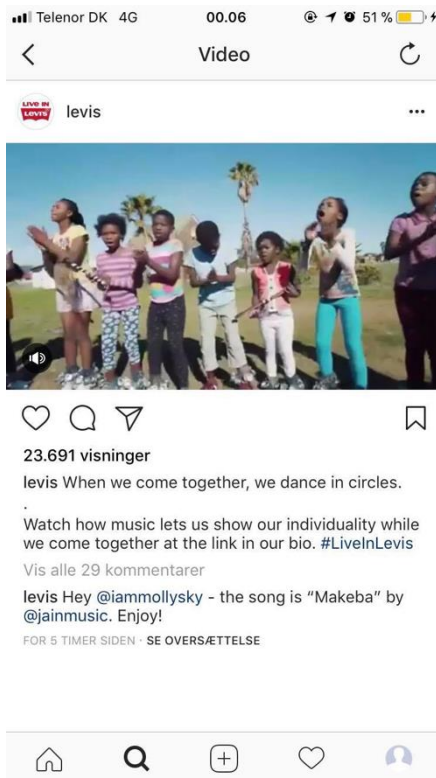 Telenor DK 4G 00.06 51 %
Video
LIVE IN
LEVI'S
levis
23.691 visninger
levis When we come together, we dance in circles.
.
Watch how music lets us show our individuality while
we come together at the link in our bio. #LiveInLevis
Vis alle 29 kommentarer
levis Hey @iammollysky - the song is “Makeba” by
@jainmusic. Enjoy!
FOR 5 TIMER SIDEN · SE OVERSÆTTELSE